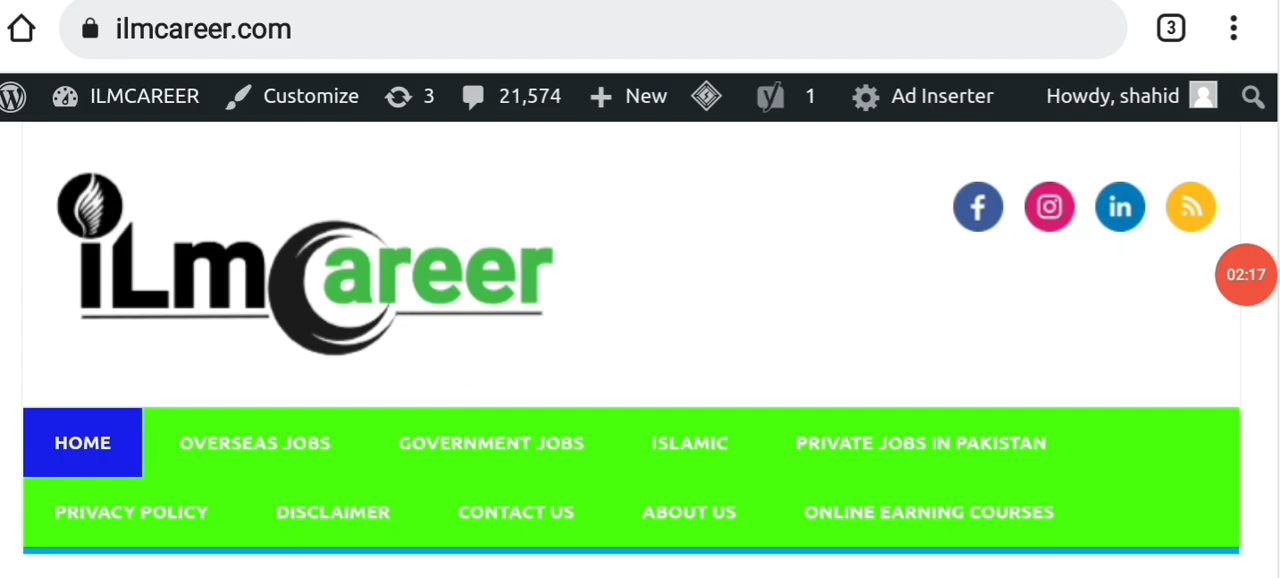 ilmcareer.com
3
ILMCAREER Customize 3 21,574 New 1 Ad Inserter Howdy, shahid
iLmCareer
02:17
HOME OVERSEAS JOBS GOVERNMENT JOBS ISLAMIC PRIVATE JOBS IN PAKISTAN
PRIVACY POLICY DISCLAIMER CONTACT US ABOUT US ONLINE EARNING COURSES